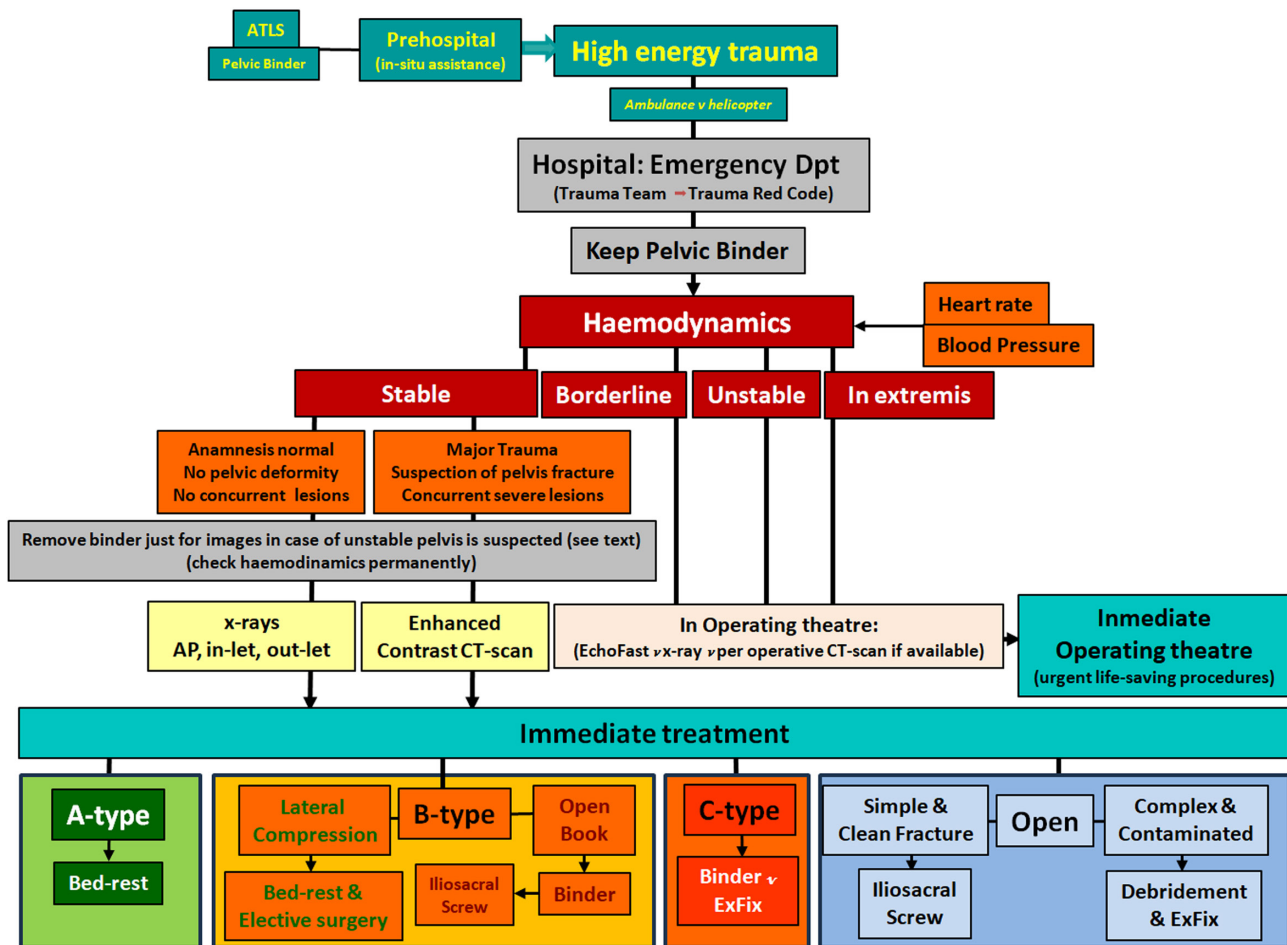 ATLS
Pelvic Binder
Prehospital
(in-situ assistance)
High energy trauma
Ambulance v helicopter
Hospital: Emergency Dpt
(Trauma Team → Trauma Red Code)
Keep Pelvic Binder
Haemodynamics
Heart rate
Blood Pressure
Stable
Borderline
Unstable
In extremis
Anamnesis normal
No pelvic deformity
No concurrent lesions
Major Trauma
Suspection of pelvis fracture
Concurrent severe lesions
Remove binder just for images in case of unstable pelvis is suspected (see text)
(check haemodinamics permanently)
x-rays
AP, in-let, out-let
Enhanced
Contrast CT-scan
In Operating theatre:
(EchoFast v x-ray v per operative CT-scan if available)
Inmediate
Operating theatre
(urgent life-saving procedures)
Immediate treatment
A-type
Bed-rest
Lateral
Compression
B-type
Open
Book
Bed-rest &
Elective surgery
Iliosacral
Screw
Binder
C-type
Binder v
ExFix
Simple &
Clean Fracture
Open
Complex &
Contaminated
Iliosacral
Screw
Debridement
& ExFix